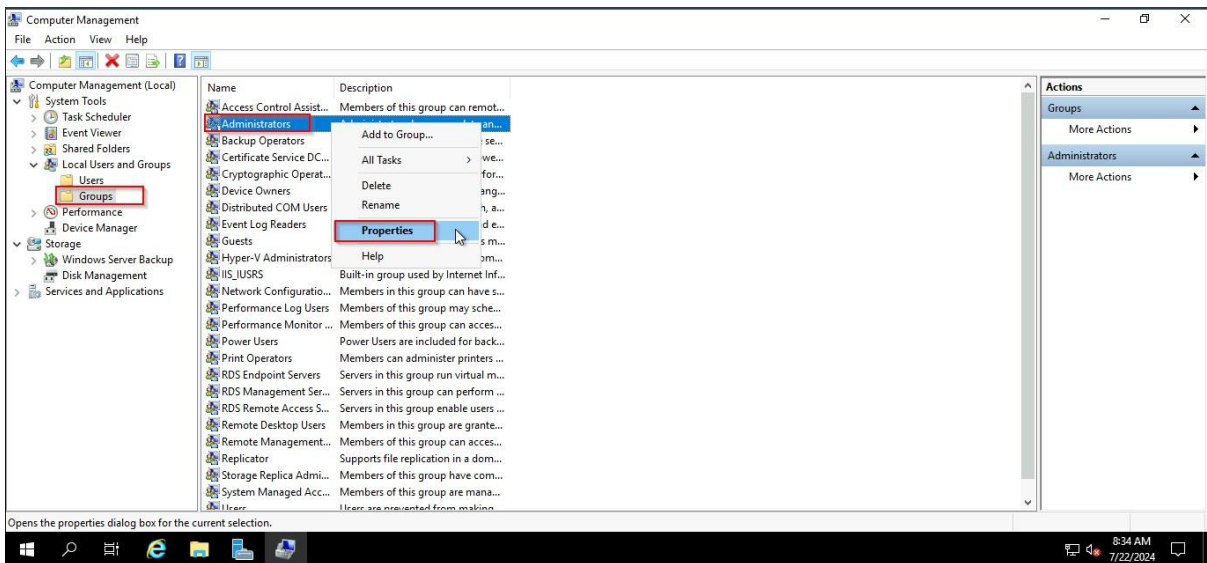 Computer Management
File Action View Help
Computer Management (Local)
System Tools
Task Scheduler
Event Viewer
Shared Folders
Local Users and Groups
Users
Groups
Performance
Device Manager
Storage
Windows Server Backup
Disk Management
Services and Applications
Name Description
Access Control Assist... Members of this group can remot...
Administrators
Backup Operators
Certificate Service DC...
Cryptographic Operat...
Device Owners
Distributed COM Users
Event Log Readers
Guests
Hyper-V Administrators
IIS_IUSRS Built-in group used by Internet Inf...
Network Configuratio... Members in this group can have s...
Performance Log Users Members of this group may sche...
Performance Monitor ... Members of this group can acces...
Power Users Power Users are included for back...
Print Operators Members can administer printers ...
RDS Endpoint Servers Servers in this group run virtual m...
RDS Management Ser... Servers in this group can perform ...
RDS Remote Access S... Servers in this group enable users ...
Remote Desktop Users Members in this group are grante...
Remote Management... Members of this group can acces...
Replicator Supports file replication in a dom...
Storage Replica Admi... Members of this group have com...
System Managed Acc... Members of this group are mana...
Users Users are prevented from making
Add to Group...
All Tasks
Delete
Rename
Properties
Help
Actions
Groups
More Actions
Administrators
More Actions
Opens the properties dialog box for the current selection.
8:34 AM
7/22/2024